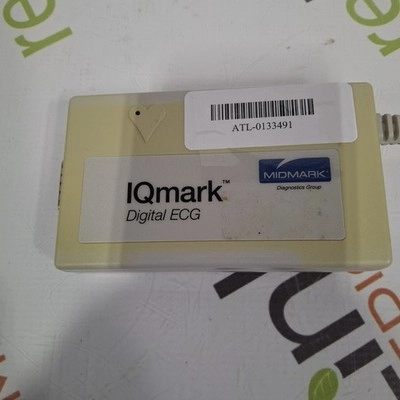 ATL-0133491
IQmark™
Digital ECG
MIDMARK
Diagnostics Group